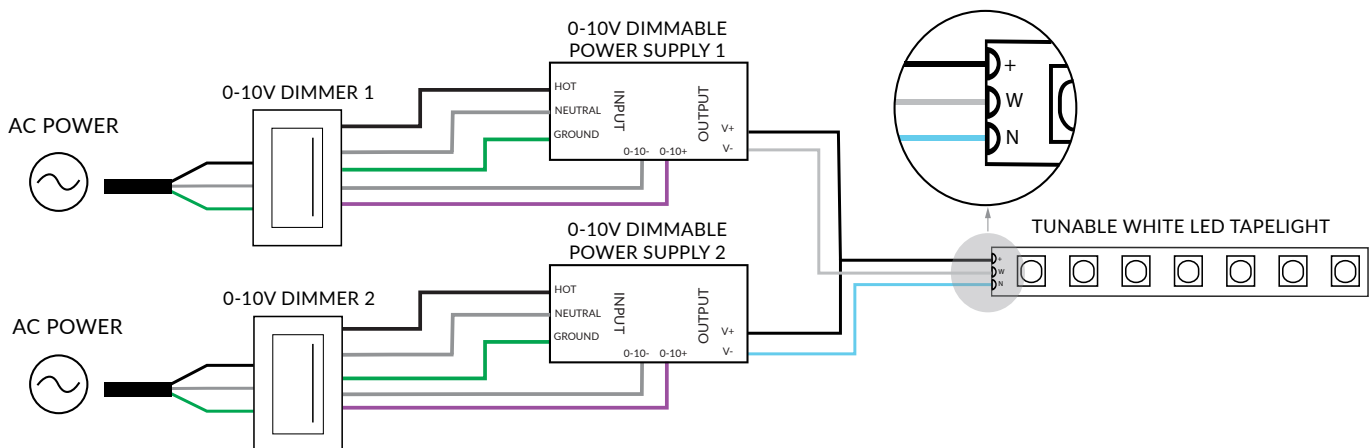 0-10V DIMMABLE
POWER SUPPLY 1
0-10V DIMMER 1
AC POWER
HOT
NEUTRAL
GROUND
INPUT
OUTPUT
0-10-
0-10+
V+
V-
+
W
N
TUNABLE WHITE LED TAPELIGHT
+
W
N
0-10V DIMMABLE
POWER SUPPLY 2
0-10V DIMMER 2
AC POWER
HOT
NEUTRAL
GROUND
INPUT
OUTPUT
0-10-
0-10+
V+
V-